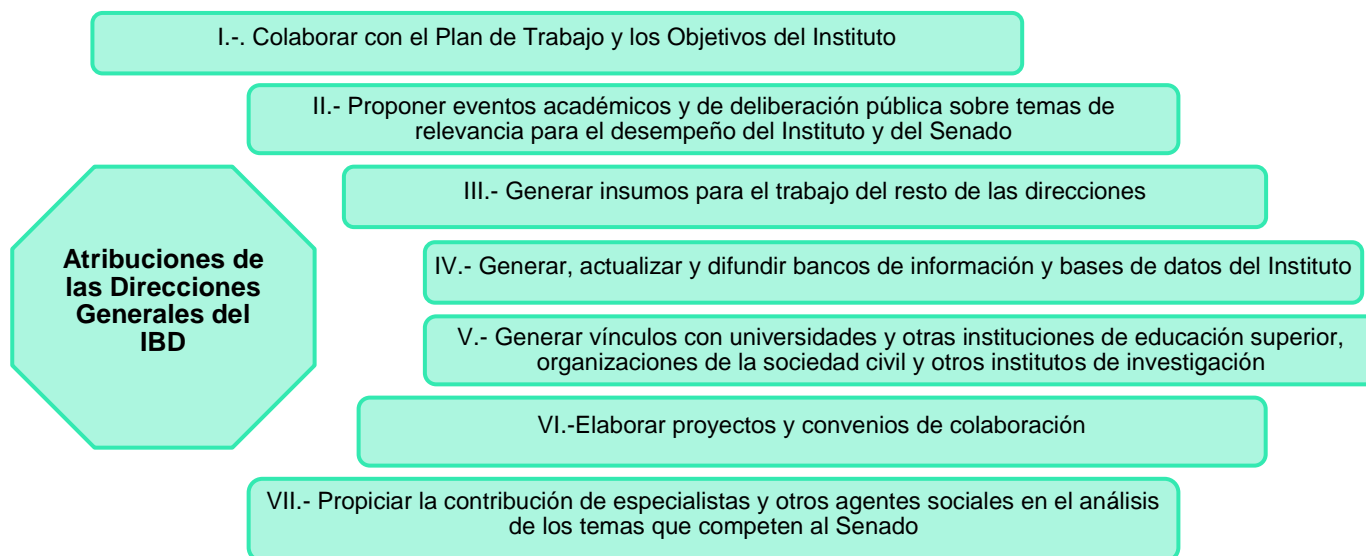 I.-. Colaborar con el Plan de Trabajo y los Objetivos del Instituto
II.- Proponer eventos académicos y de deliberación pública sobre temas de
relevancia para el desempeño del Instituto y del Senado
III.- Generar insumos para el trabajo del resto de las direcciones
Atribuciones de
las Direcciones
Generales del
IBD
IV.- Generar, actualizar y difundir bancos de información y bases de datos del Instituto
V.- Generar vínculos con universidades y otras instituciones de educación superior,
organizaciones de la sociedad civil y otros institutos de investigación
VI.-Elaborar proyectos y convenios de colaboración
VII.- Propiciar la contribución de especialistas y otros agentes sociales en el análisis
de los temas que competen al Senado